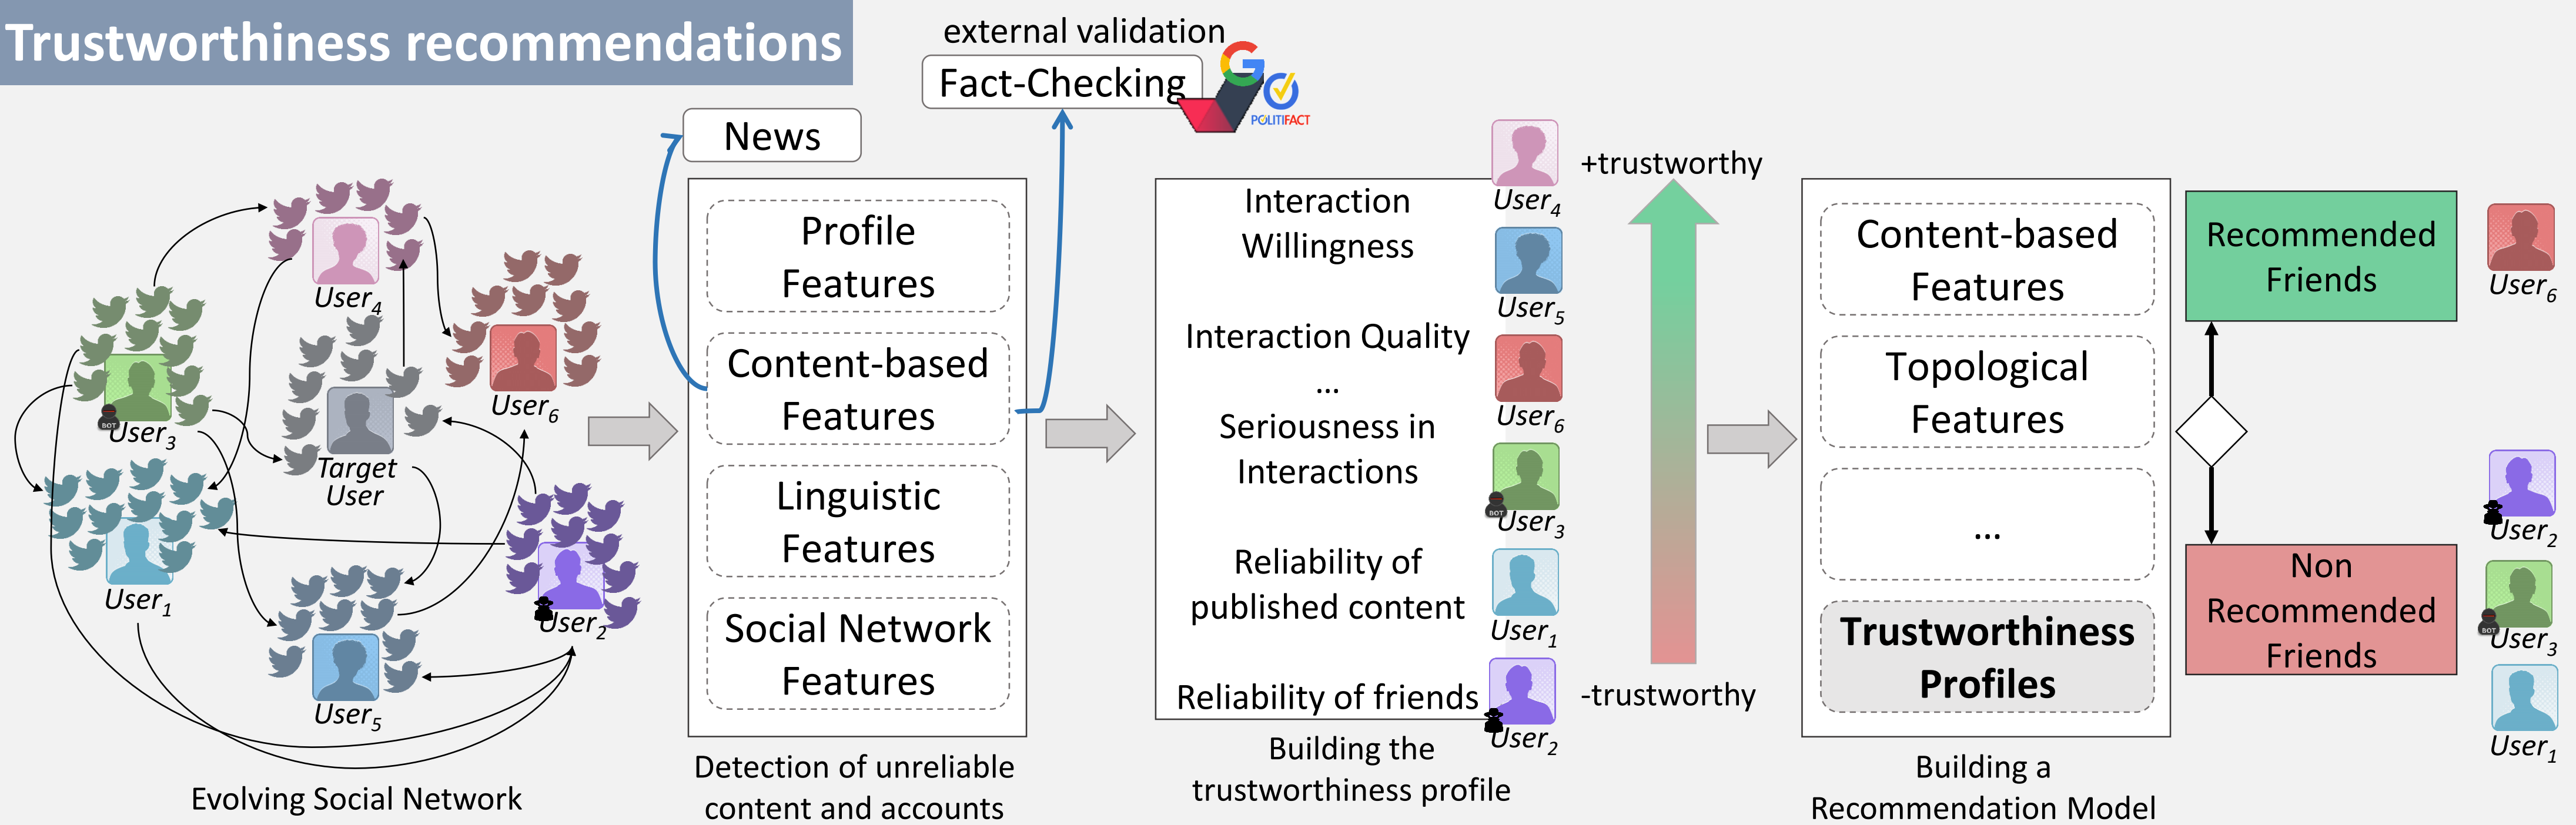 Trustworthiness recommendations
external validation
Fact-Checking
POLITIFACT
News
User4
User6
User3
BOT
Target
User
User1
User2
User5
Evolving Social Network
Profile
Features
Content-based
Features
Linguistic
Features
Social Network
Features
Detection of unreliable
content and accounts
Interaction
Willingness
Interaction Quality
...
Seriousness in
Interactions
Reliability of
published content
Reliability of friends
Building the
trustworthiness profile
User4
User5
User6
BOT
User3
User1
User2
+trustworthy
-trustworthy
Content-based
Features
Topological
Features
...
Trustworthiness
Profiles
Building a
Recommendation Model
Recommended
Friends
User6
Non
Recommended
Friends
User2
BOT
User3
User1